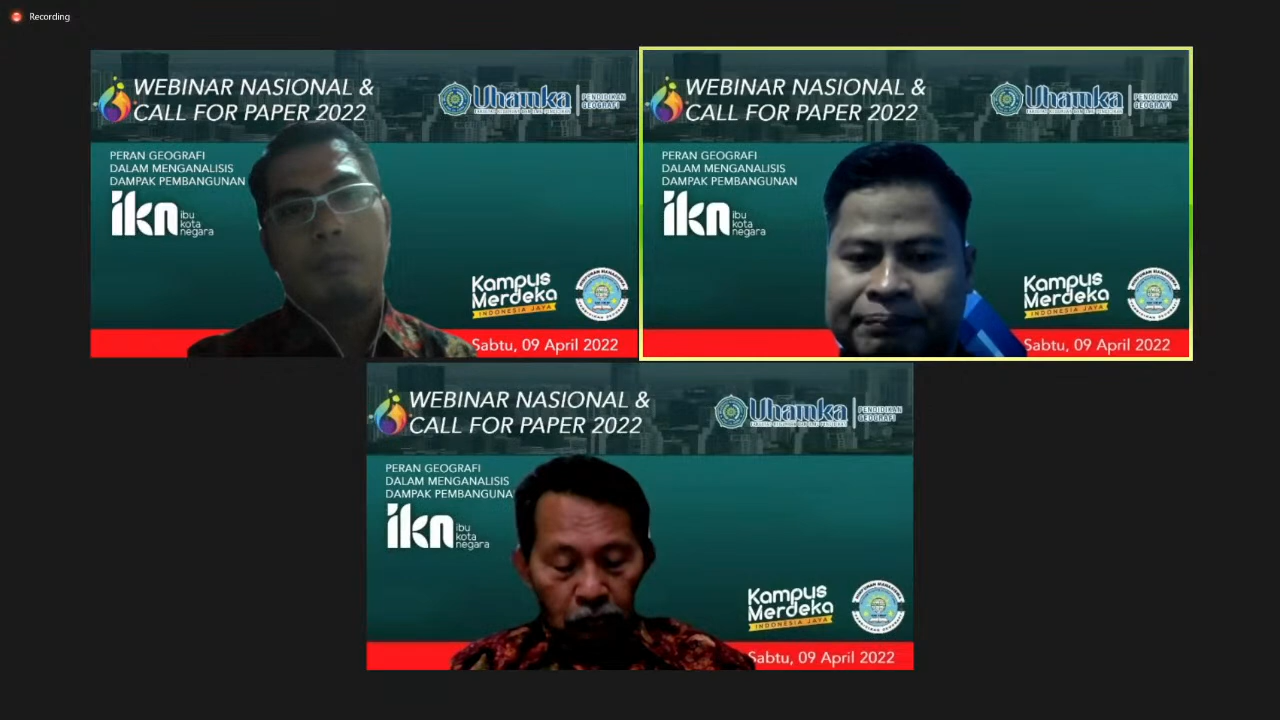 Recording
WEBINAR NASIONAL &
CALL FOR PAPER 2022
Uhamka
PENDIDIKAN
GEOGRAFI
PERAN GEOGRAFI
DALAM MENGANALISIS
DAMPAK PEMBANGUNAN
ikn
ibu
kota
negara
Kampus
Merdeka
INDONESIA JAYA
Sabtu, 09 April 2022
WEBINAR NASIONAL &
CALL FOR PAPER 2022
Uhamka
PENDIDIKAN
GEOGRAFI
PERAN GEOGRAFI
DALAM MENGANALISIS
DAMPAK PEMBANGUNAN
ikn
ibu
kota
negara
Kampus
Merdeka
INDONESIA JAYA
Sabtu, 09 April 2022
WEBINAR NASIONAL &
CALL FOR PAPER 2022
Uhamka
PENDIDIKAN
GEOGRAFI
PERAN GEOGRAFI
DALAM MENGANALISIS
DAMPAK PEMBANGUNA
ikn
ibu
kota
negara
Kampus
Merdeka
INDONESIA JAYA
Sabtu, 09 April 2022